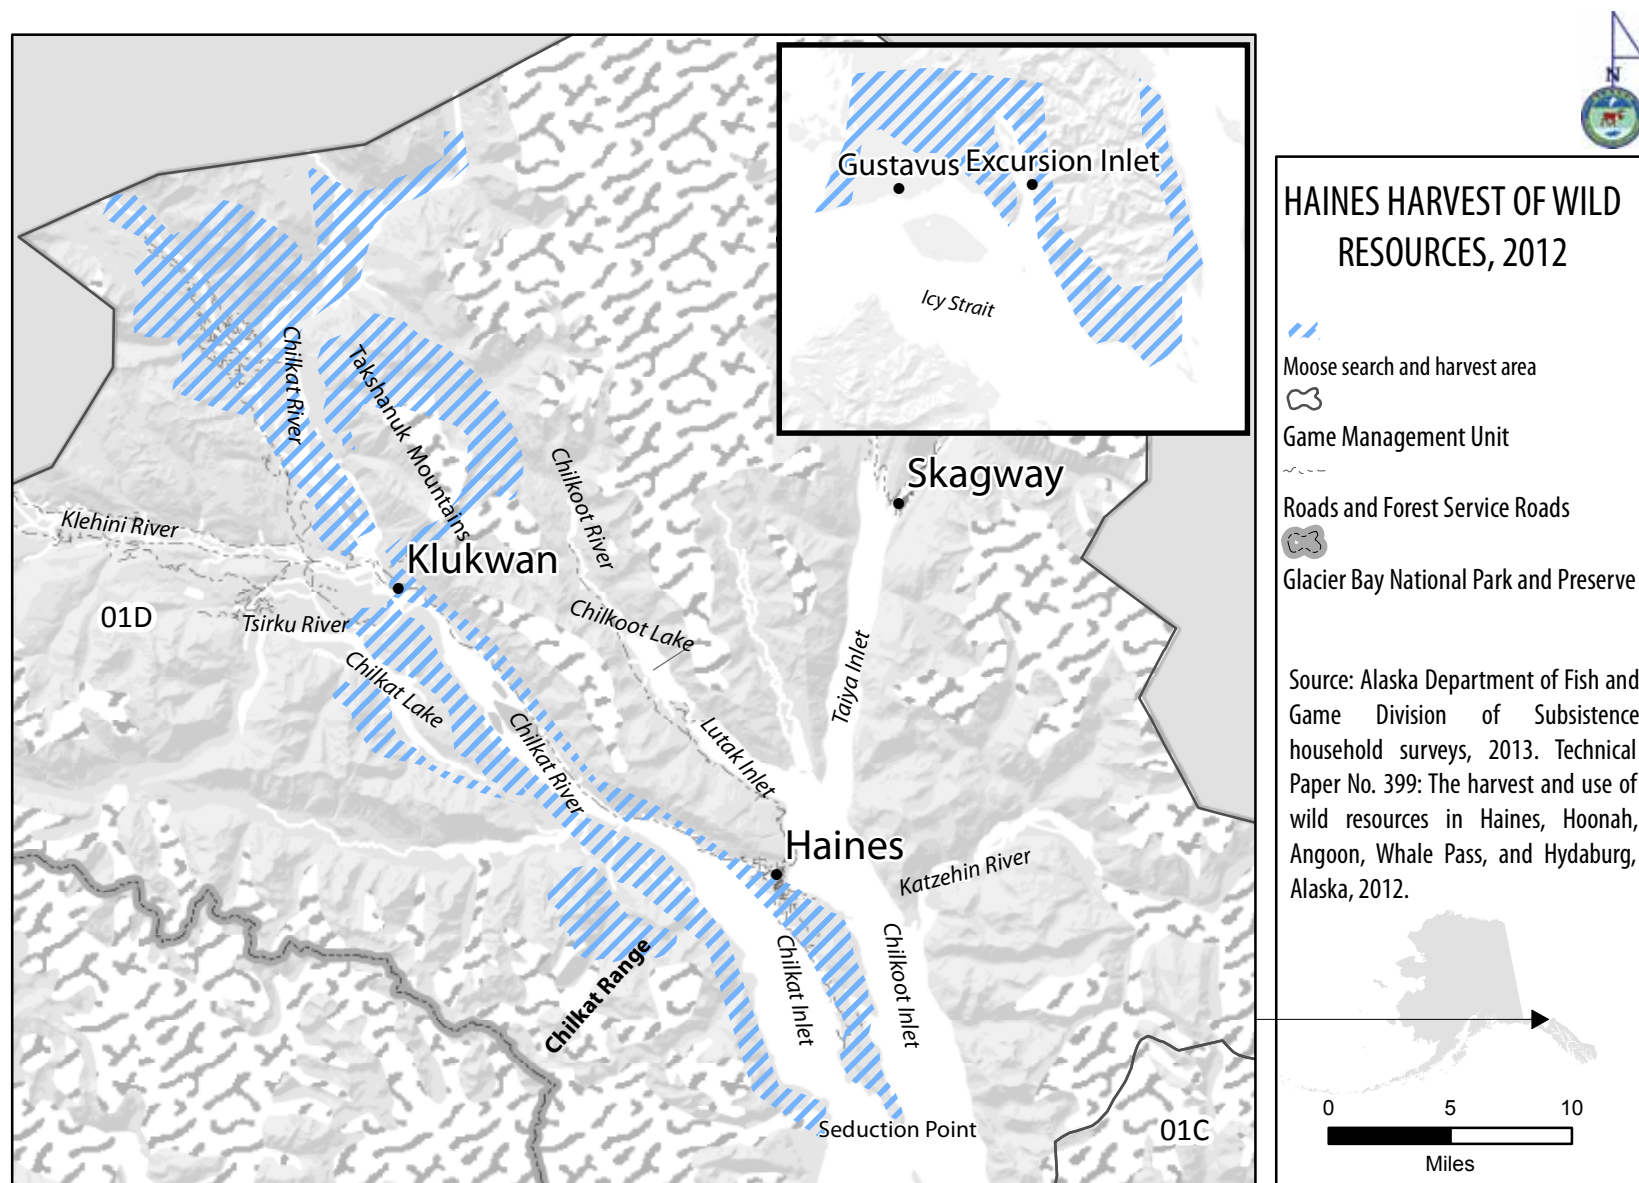 Gustavus
Excursion Inlet
Icy Strait
Chilkat River
Takshanuk Mountains
Chilkoot River
Skagway
Klehini River
Klukwan
01D
Tsirku River
Chilkoot Lake
Chilkat Lake
Taiya Inlet
Chilkat River
Lutak Inlet
Haines
Katzehin River
Chilkat Range
Chilkat Inlet
Chilkoot Inlet
Seduction Point
01C
N
HAINES HARVEST OF WILD
RESOURCES, 2012
Moose search and harvest area
Game Management Unit
Roads and Forest Service Roads
Glacier Bay National Park and Preserve
Source: Alaska Department of Fish and
Game Division of Subsistence
household surveys, 2013. Technical
Paper No. 399: The harvest and use of
wild resources in Haines, Hoonah,
Angoon, Whale Pass, and Hydaburg,
Alaska, 2012.
0 5 10
Miles